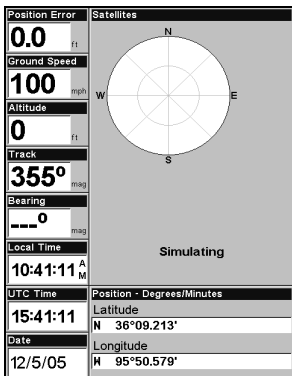 Position Error
0.0 ft
Ground Speed
100 mph
Altitude
0 ft
Track
355º mag
Bearing
---º mag
Local Time
10:41:11 AM
UTC Time
15:41:11
Date
12/5/05
Satellites
N
W
E
S
Simulating
Position - Degrees/Minutes
Latitude
N 36°09.213'
Longitude
W 95°50.579'